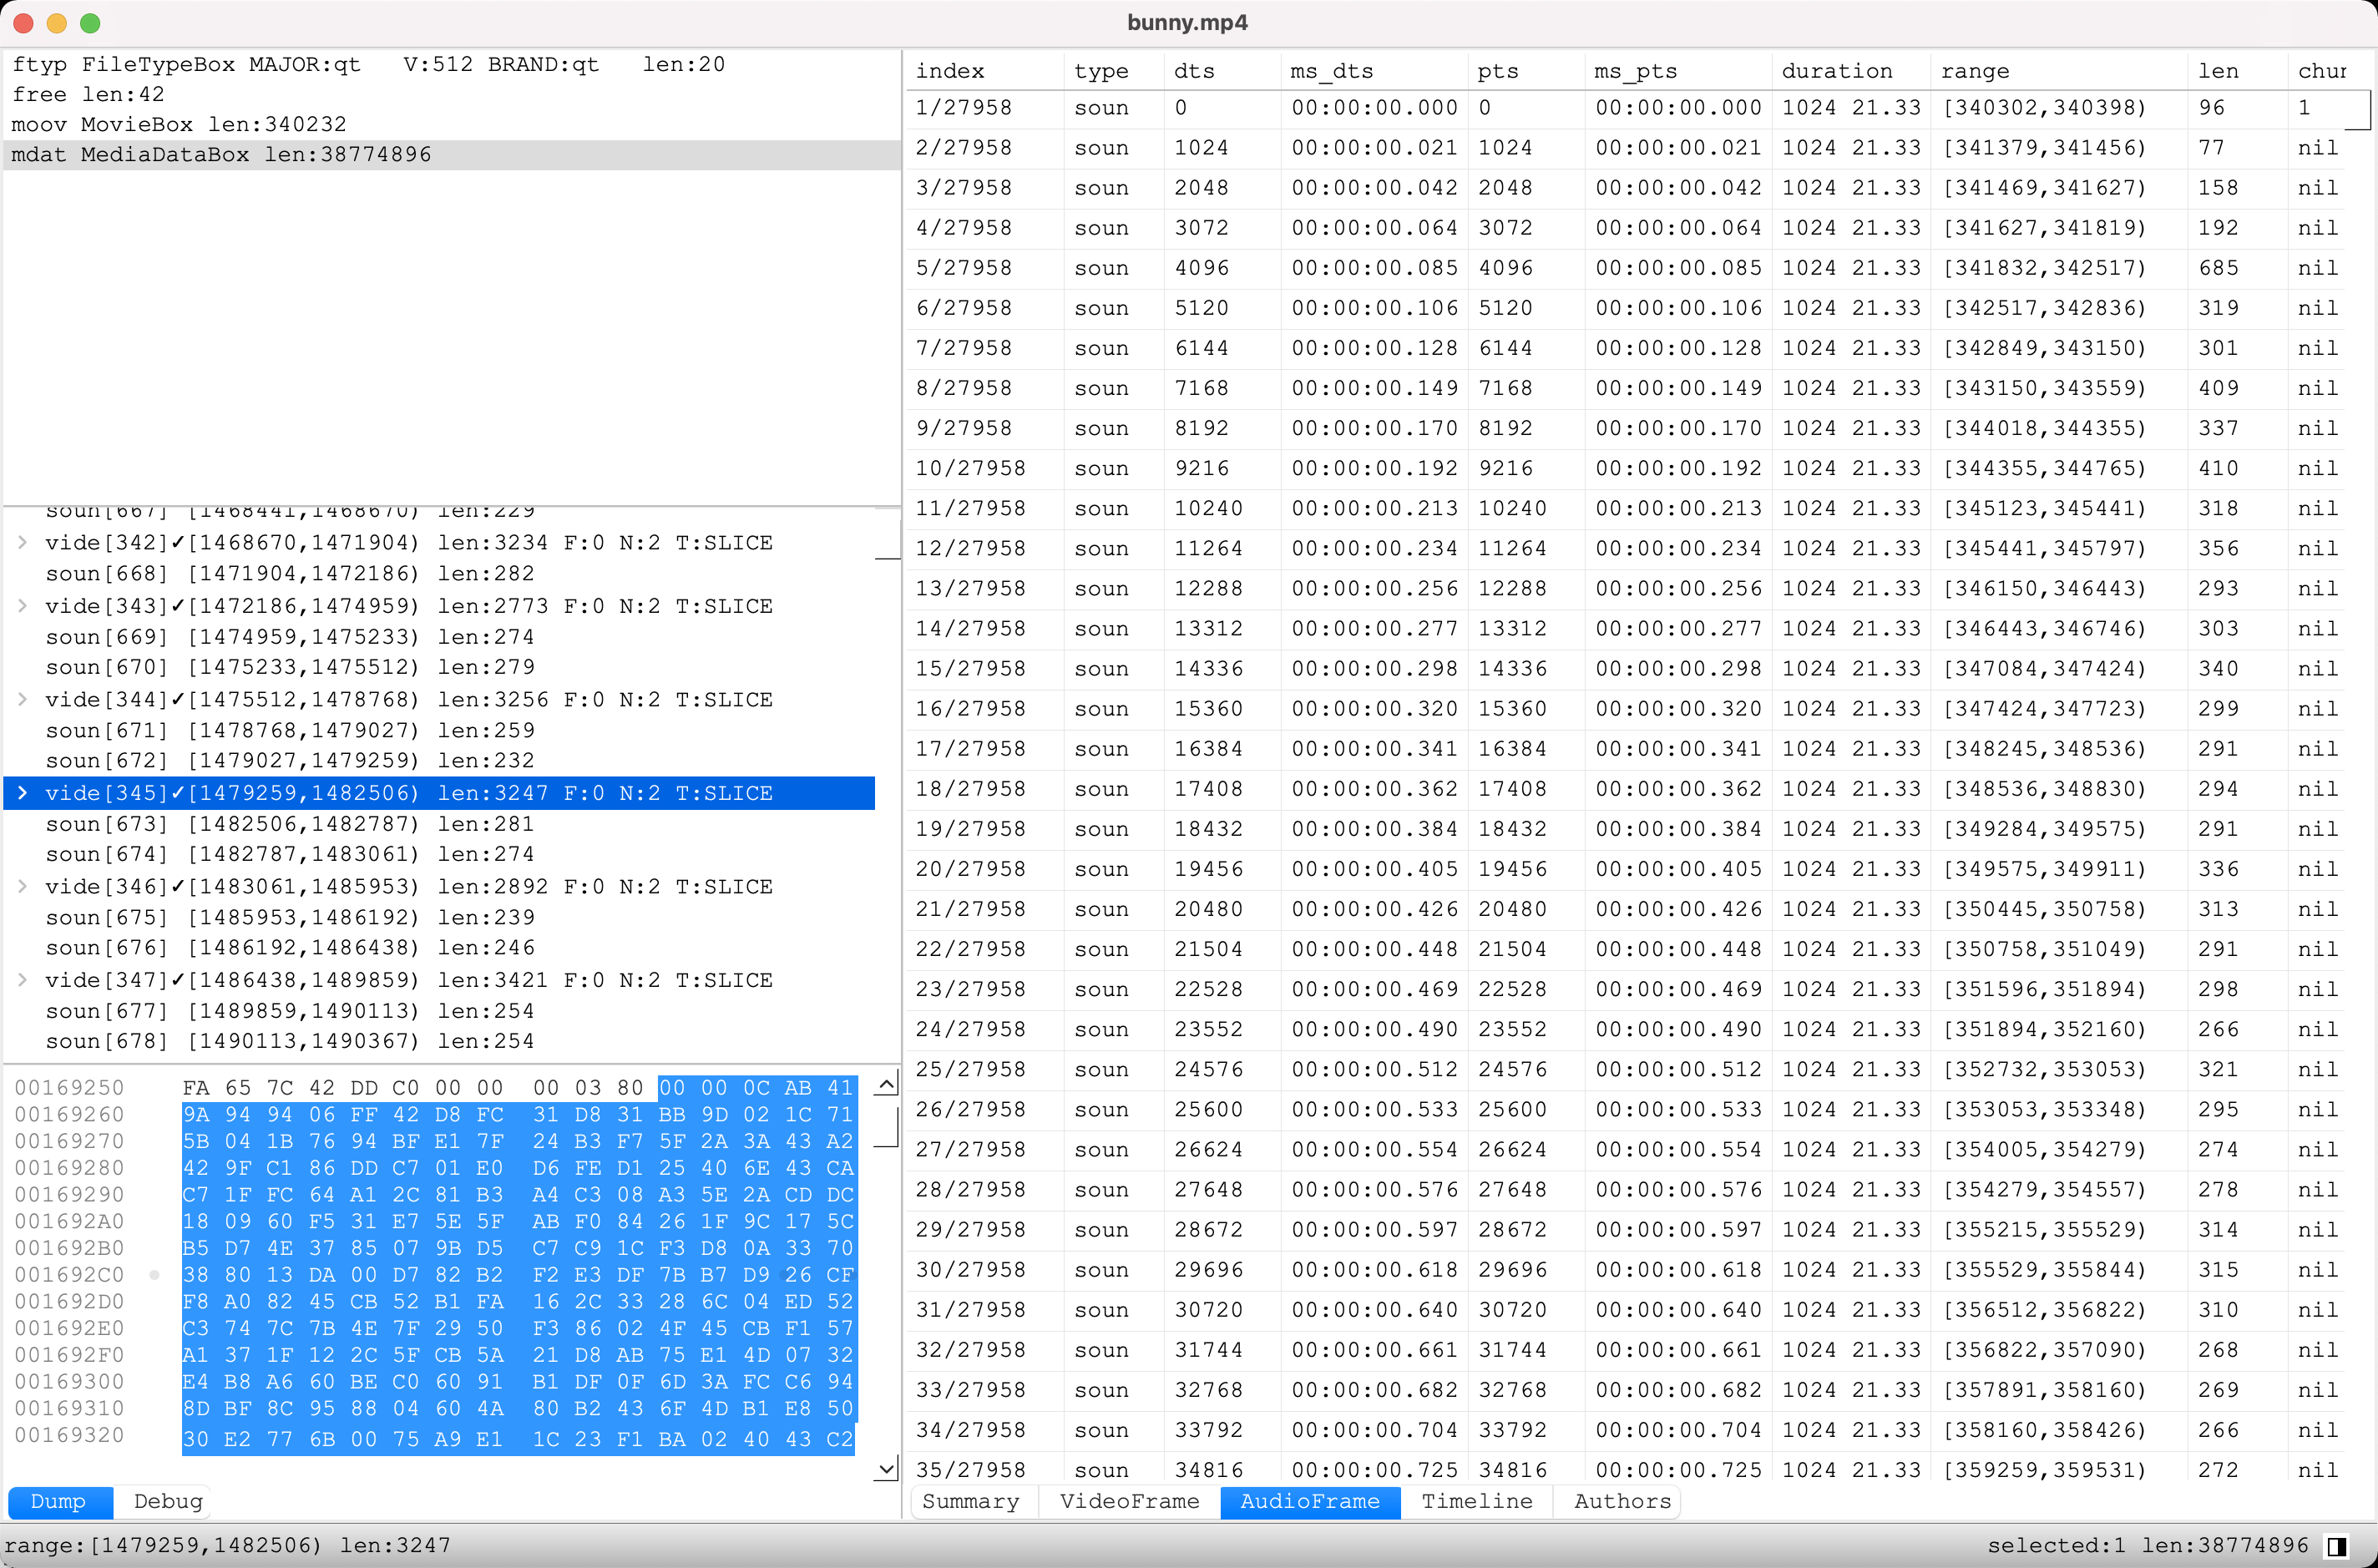 bunny.mp4
ftyp FileTypeBox MAJOR:qt   V:512 BRAND:qt   len:20
free len:42
moov MovieBox len:340232
mdat MediaDataBox len:38774896
soun[667] [1468441,1468670) len:229
vide[342]✓[1468670,1471904) len:3234 F:0 N:2 T:SLICE
soun[668] [1471904,1472186) len:282
vide[343]✓[1472186,1474959) len:2773 F:0 N:2 T:SLICE
soun[669] [1474959,1475233) len:274
soun[670] [1475233,1475512) len:279
vide[344]✓[1475512,1478768) len:3256 F:0 N:2 T:SLICE
soun[671] [1478768,1479027) len:259
soun[672] [1479027,1479259) len:232
vide[345]✓[1479259,1482506) len:3247 F:0 N:2 T:SLICE
soun[673] [1482506,1482787) len:281
soun[674] [1482787,1483061) len:274
vide[346]✓[1483061,1485953) len:2892 F:0 N:2 T:SLICE
soun[675] [1485953,1486192) len:239
soun[676] [1486192,1486438) len:246
vide[347]✓[1486438,1489859) len:3421 F:0 N:2 T:SLICE
soun[677] [1489859,1490113) len:254
soun[678] [1490113,1490367) len:254
00169250 FA 65 7C 42 DD C0 00 00 00 03 80 00 00 0C AB 41
00169260 9A 94 94 06 FF 42 D8 FC 31 D8 31 BB 9D 02 1C 71
00169270 5B 04 1B 76 94 BF E1 7F 24 B3 F7 5F 2A 3A 43 A2
00169280 42 9F C1 86 DD C7 01 E0 D6 FE D1 25 40 6E 43 CA
00169290 C7 1F FC 64 A1 2C 81 B3 A4 C3 08 A3 5E 2A CD DC
001692A0 18 09 60 F5 31 E7 5E 5F AB F0 84 26 1F 9C 17 5C
001692B0 B5 D7 4E 37 85 07 9B D5 C7 C9 1C F3 D8 0A 33 70
001692C0 38 80 13 DA 00 D7 82 B2 F2 E3 DF 7B B7 D9 26 CF
001692D0 F8 A0 82 45 CB 52 B1 FA 16 2C 33 28 6C 04 ED 52
001692E0 C3 74 7C 7B 4E 7F 29 50 F3 86 02 4F 45 CB F1 57
001692F0 A1 37 1F 12 2C 5F CB 5A 21 D8 AB 75 E1 4D 07 32
00169300 E4 B8 A6 60 BE C0 60 91 B1 DF 0F 6D 3A FC C6 94
00169310 8D BF 8C 95 88 04 60 4A 80 B2 43 6F 4D B1 E8 50
00169320 30 E2 77 6B 00 75 A9 E1 1C 23 F1 BA 02 40 43 C2
Dump Debug
index type dts ms_dts pts ms_pts duration range len chun
1/27958 soun 0 00:00:00.000 0 00:00:00.000 1024 21.33 [340302,340398) 96 1
2/27958 soun 1024 00:00:00.021 1024 00:00:00.021 1024 21.33 [341379,341456) 77 nil
3/27958 soun 2048 00:00:00.042 2048 00:00:00.042 1024 21.33 [341469,341627) 158 nil
4/27958 soun 3072 00:00:00.064 3072 00:00:00.064 1024 21.33 [341627,341819) 192 nil
5/27958 soun 4096 00:00:00.085 4096 00:00:00.085 1024 21.33 [341832,342517) 685 nil
6/27958 soun 5120 00:00:00.106 5120 00:00:00.106 1024 21.33 [342517,342836) 319 nil
7/27958 soun 6144 00:00:00.128 6144 00:00:00.128 1024 21.33 [342849,343150) 301 nil
8/27958 soun 7168 00:00:00.149 7168 00:00:00.149 1024 21.33 [343150,343559) 409 nil
9/27958 soun 8192 00:00:00.170 8192 00:00:00.170 1024 21.33 [344018,344355) 337 nil
10/27958 soun 9216 00:00:00.192 9216 00:00:00.192 1024 21.33 [344355,344765) 410 nil
11/27958 soun 10240 00:00:00.213 10240 00:00:00.213 1024 21.33 [345123,345441) 318 nil
12/27958 soun 11264 00:00:00.234 11264 00:00:00.234 1024 21.33 [345441,345797) 356 nil
13/27958 soun 12288 00:00:00.256 12288 00:00:00.256 1024 21.33 [346150,346443) 293 nil
14/27958 soun 13312 00:00:00.277 13312 00:00:00.277 1024 21.33 [346443,346746) 303 nil
15/27958 soun 14336 00:00:00.298 14336 00:00:00.298 1024 21.33 [347084,347424) 340 nil
16/27958 soun 15360 00:00:00.320 15360 00:00:00.320 1024 21.33 [347424,347723) 299 nil
17/27958 soun 16384 00:00:00.341 16384 00:00:00.341 1024 21.33 [348245,348536) 291 nil
18/27958 soun 17408 00:00:00.362 17408 00:00:00.362 1024 21.33 [348536,348830) 294 nil
19/27958 soun 18432 00:00:00.384 18432 00:00:00.384 1024 21.33 [349284,349575) 291 nil
20/27958 soun 19456 00:00:00.405 19456 00:00:00.405 1024 21.33 [349575,349911) 336 nil
21/27958 soun 20480 00:00:00.426 20480 00:00:00.426 1024 21.33 [350445,350758) 313 nil
22/27958 soun 21504 00:00:00.448 21504 00:00:00.448 1024 21.33 [350758,351049) 291 nil
23/27958 soun 22528 00:00:00.469 22528 00:00:00.469 1024 21.33 [351596,351894) 298 nil
24/27958 soun 23552 00:00:00.490 23552 00:00:00.490 1024 21.33 [351894,352160) 266 nil
25/27958 soun 24576 00:00:00.512 24576 00:00:00.512 1024 21.33 [352732,353053) 321 nil
26/27958 soun 25600 00:00:00.533 25600 00:00:00.533 1024 21.33 [353053,353348) 295 nil
27/27958 soun 26624 00:00:00.554 26624 00:00:00.554 1024 21.33 [354005,354279) 274 nil
28/27958 soun 27648 00:00:00.576 27648 00:00:00.576 1024 21.33 [354279,354557) 278 nil
29/27958 soun 28672 00:00:00.597 28672 00:00:00.597 1024 21.33 [355215,355529) 314 nil
30/27958 soun 29696 00:00:00.618 29696 00:00:00.618 1024 21.33 [355529,355844) 315 nil
31/27958 soun 30720 00:00:00.640 30720 00:00:00.640 1024 21.33 [356512,356822) 310 nil
32/27958 soun 31744 00:00:00.661 31744 00:00:00.661 1024 21.33 [356822,357090) 268 nil
33/27958 soun 32768 00:00:00.682 32768 00:00:00.682 1024 21.33 [357891,358160) 269 nil
34/27958 soun 33792 00:00:00.704 33792 00:00:00.704 1024 21.33 [358160,358426) 266 nil
35/27958 soun 34816 00:00:00.725 34816 00:00:00.725 1024 21.33 [359259,359531) 272 nil
Summary VideoFrame AudioFrame Timeline Authors
range:[1479259,1482506) len:3247
selected:1 len:38774896